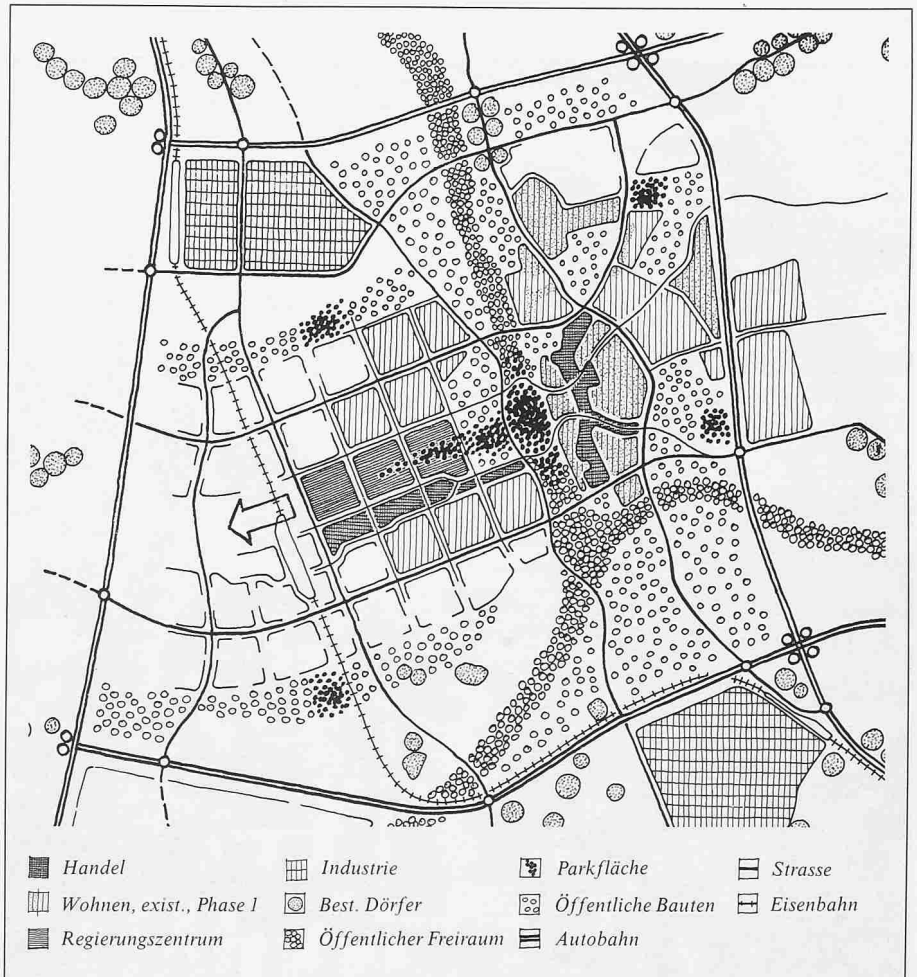 Handel Industrie Parkfläche Strasse
Wohnen, exist., Phase 1 Best. Dörfer Öffentliche Bauten Eisenbahn
Regierungszentrum Öffentlicher Freiraum Autobahn